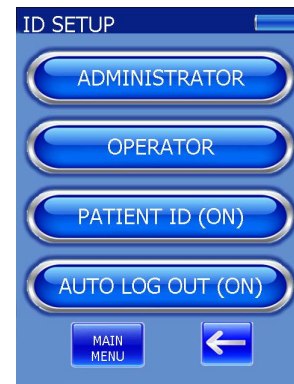 ID SETUP
ADMINISTRATOR
OPERATOR
PATIENT ID (ON)
AUTO LOG OUT (ON)
MAIN
MENU